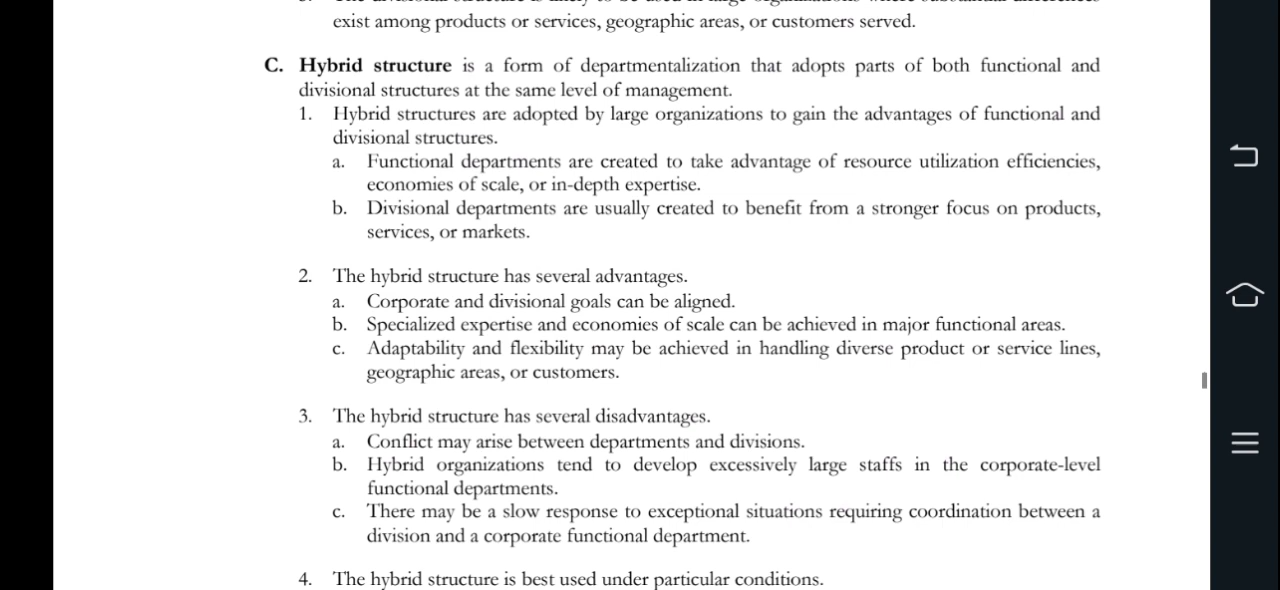 exist among products or services, geographic areas, or customers served.
C. Hybrid structure is a form of departmentalization that adopts parts of both functional and
divisional structures at the same level of management.
1. Hybrid structures are adopted by large organizations to gain the advantages of functional and
divisional structures.
a. Functional departments are created to take advantage of resource utilization efficiencies,
economies of scale, or in-depth expertise.
b. Divisional departments are usually created to benefit from a stronger focus on products,
services, or markets.
2. The hybrid structure has several advantages.
a. Corporate and divisional goals can be aligned.
b. Specialized expertise and economies of scale can be achieved in major functional areas.
c. Adaptability and flexibility may be achieved in handling diverse product or service lines,
geographic areas, or customers.
3. The hybrid structure has several disadvantages.
a. Conflict may arise between departments and divisions.
b. Hybrid organizations tend to develop excessively large staffs in the corporate-level
functional departments.
c. There may be a slow response to exceptional situations requiring coordination between a
division and a corporate functional department.
4. The hybrid structure is best used under particular conditions.